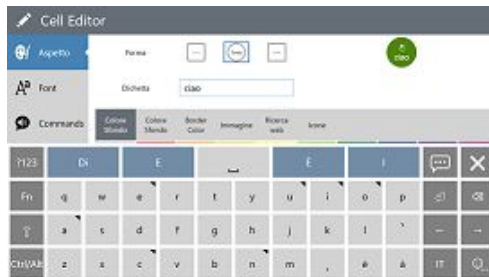 Cell Editor
Aspetto
Forma
ciao
Font
Etichetta
ciao
Commands
Colore Sfondo
Colore Sfondo
Border Color
Immagine
Ricerca web
Icone
?123
Di
E
È
I
Fn
q w e r t y u i o p
a s d f g h j k l '
Ctrl/Alt
z x c v b n m , è à
IT